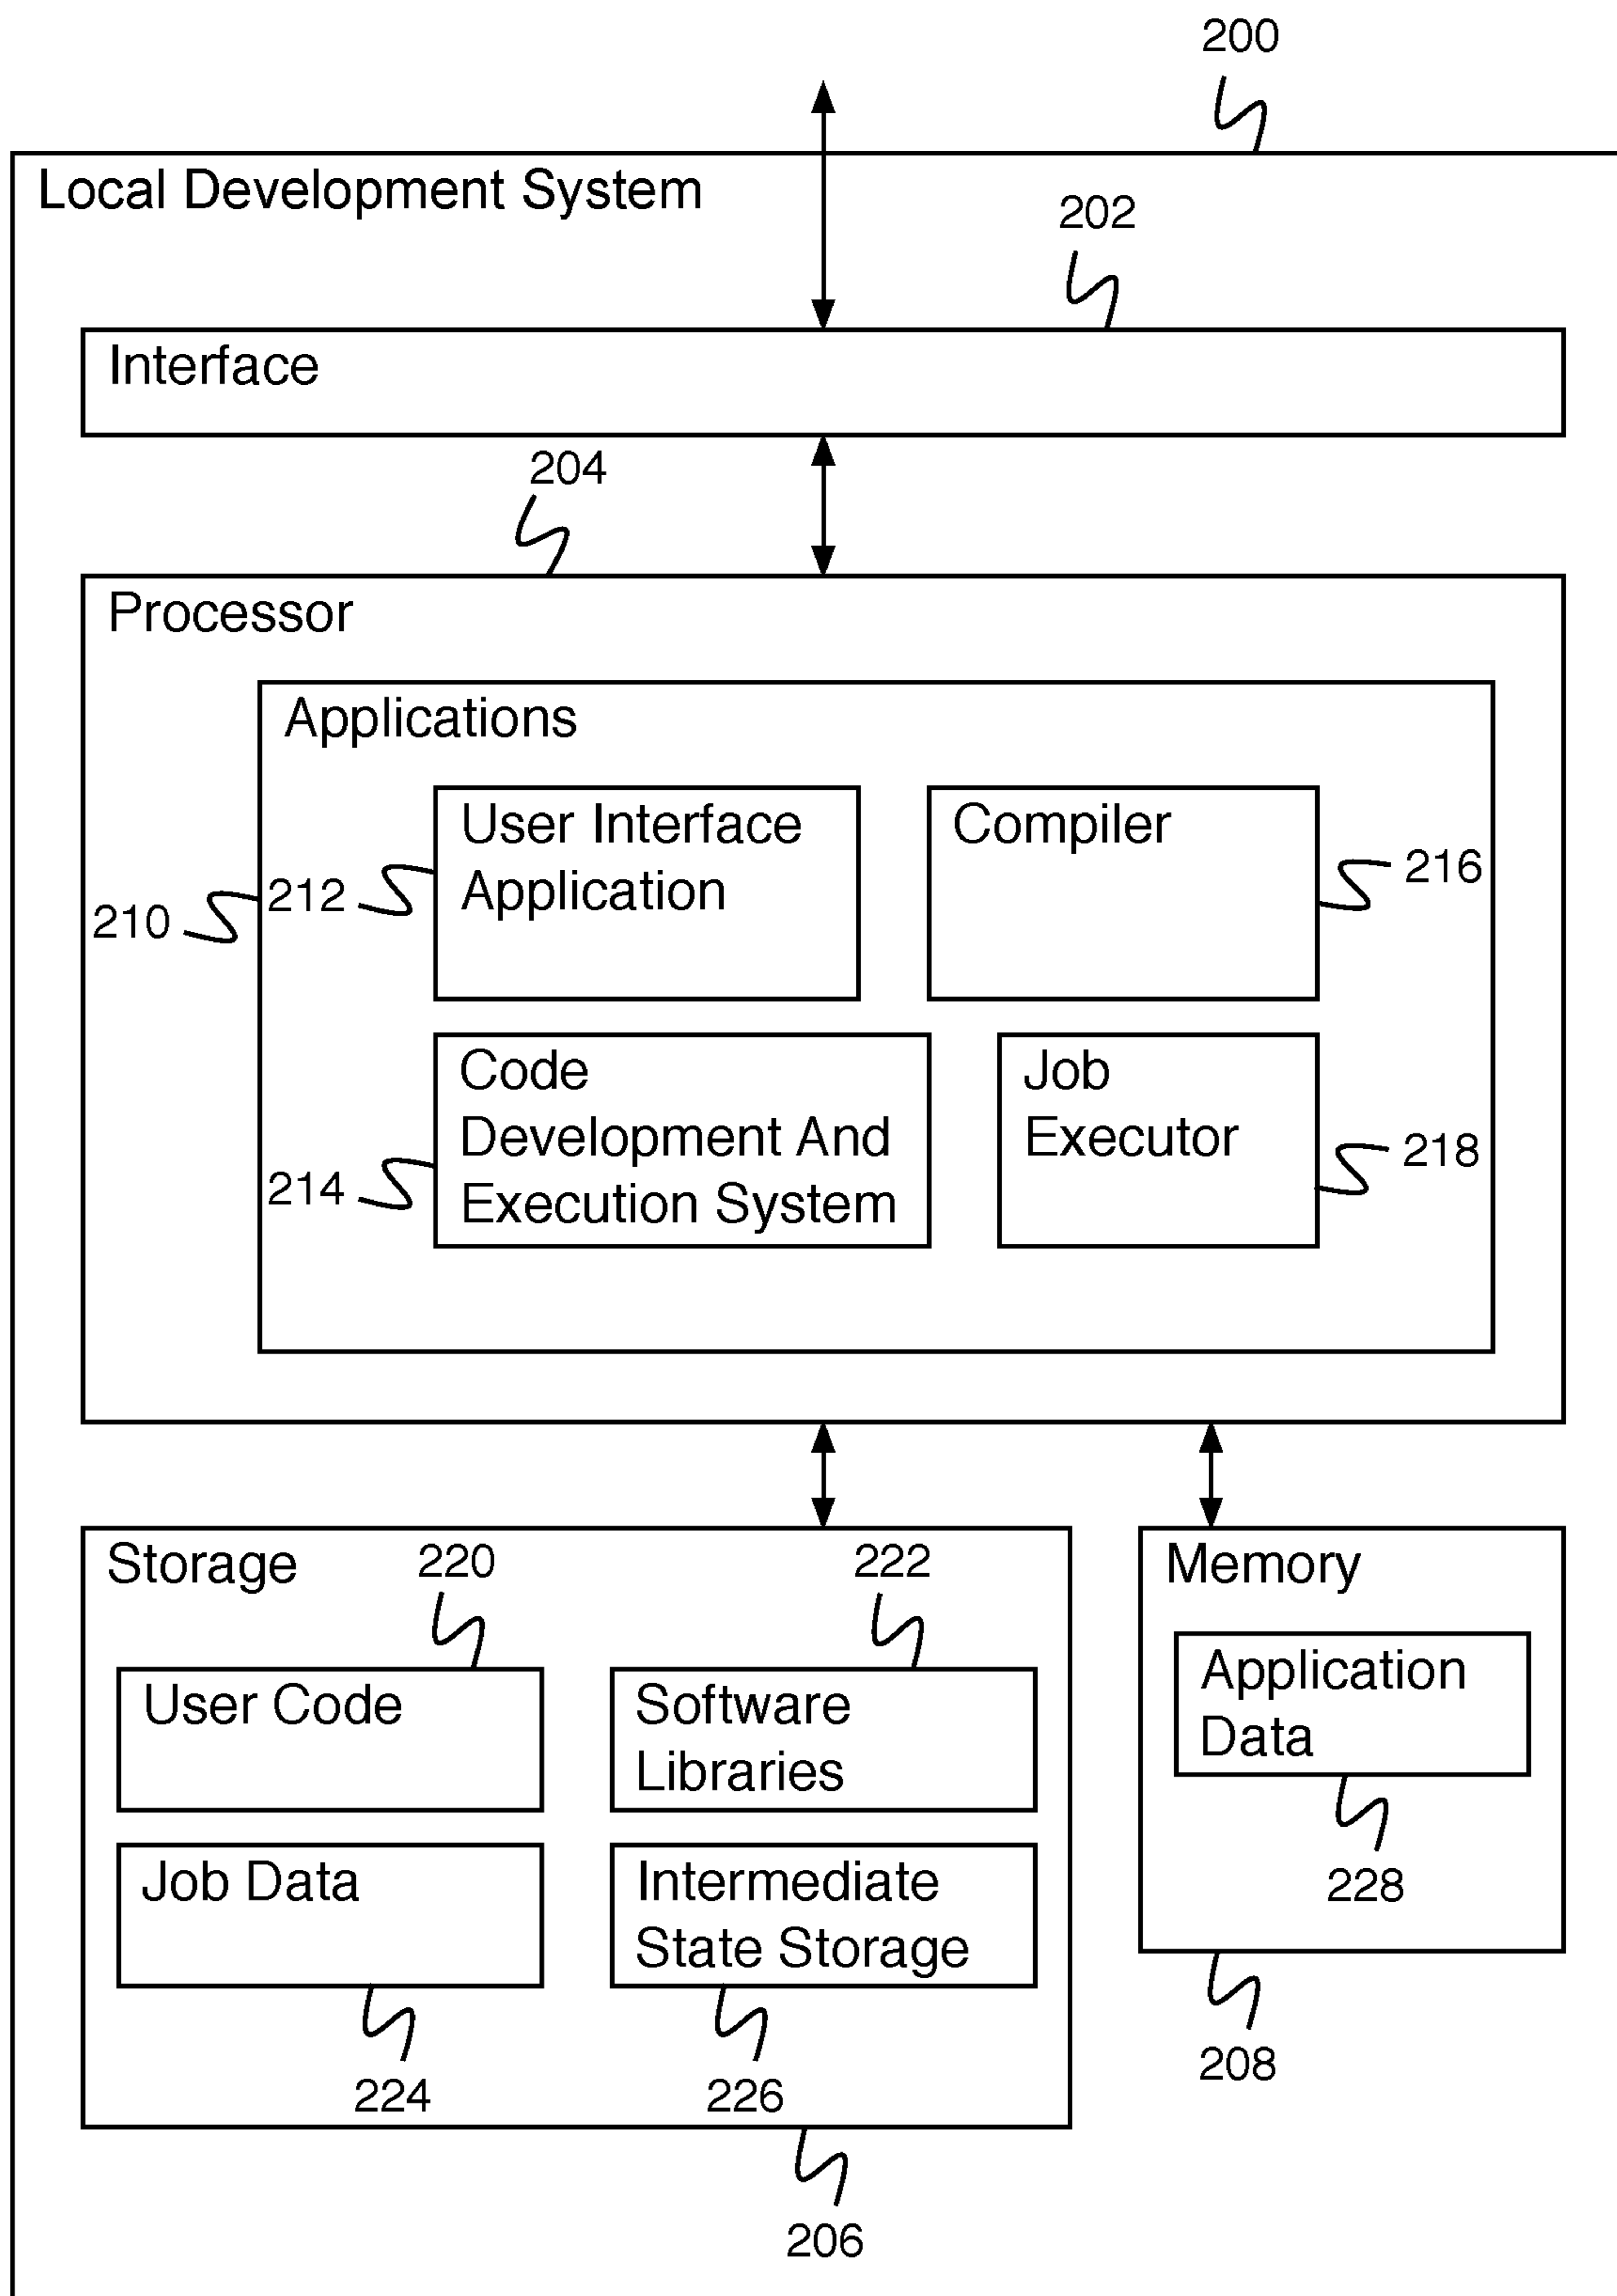 200
Local Development System
202
Interface
204
Processor
Applications
User Interface
Application
Compiler
216
212
210
Code
Development And
Execution System
Job
Executor
218
214
Storage
220
222
Memory
User Code
Software
Libraries
Application
Data
Job Data
Intermediate
State Storage
228
224
226
208
206